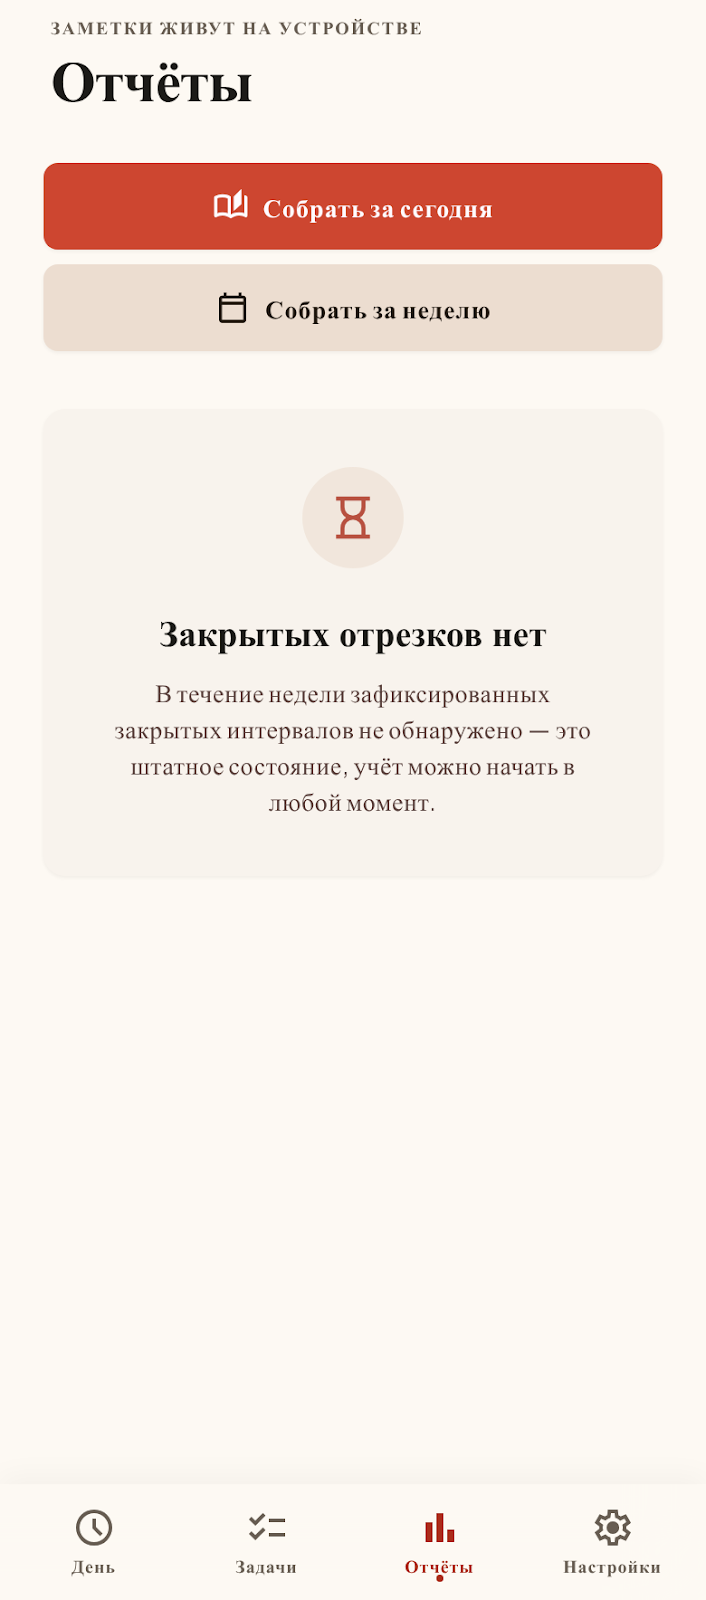 ЗАМЕТКИ ЖИВУТ НА УСТРОЙСТВЕ
Отчёты
Собрать за сегодня
Собрать за неделю
Закрытых отрезков нет
В течение недели зафиксированных
закрытых интервалов не обнаружено — это
штатное состояние, учёт можно начать в
любой момент.
День
Задачи
Отчёты
Настройки